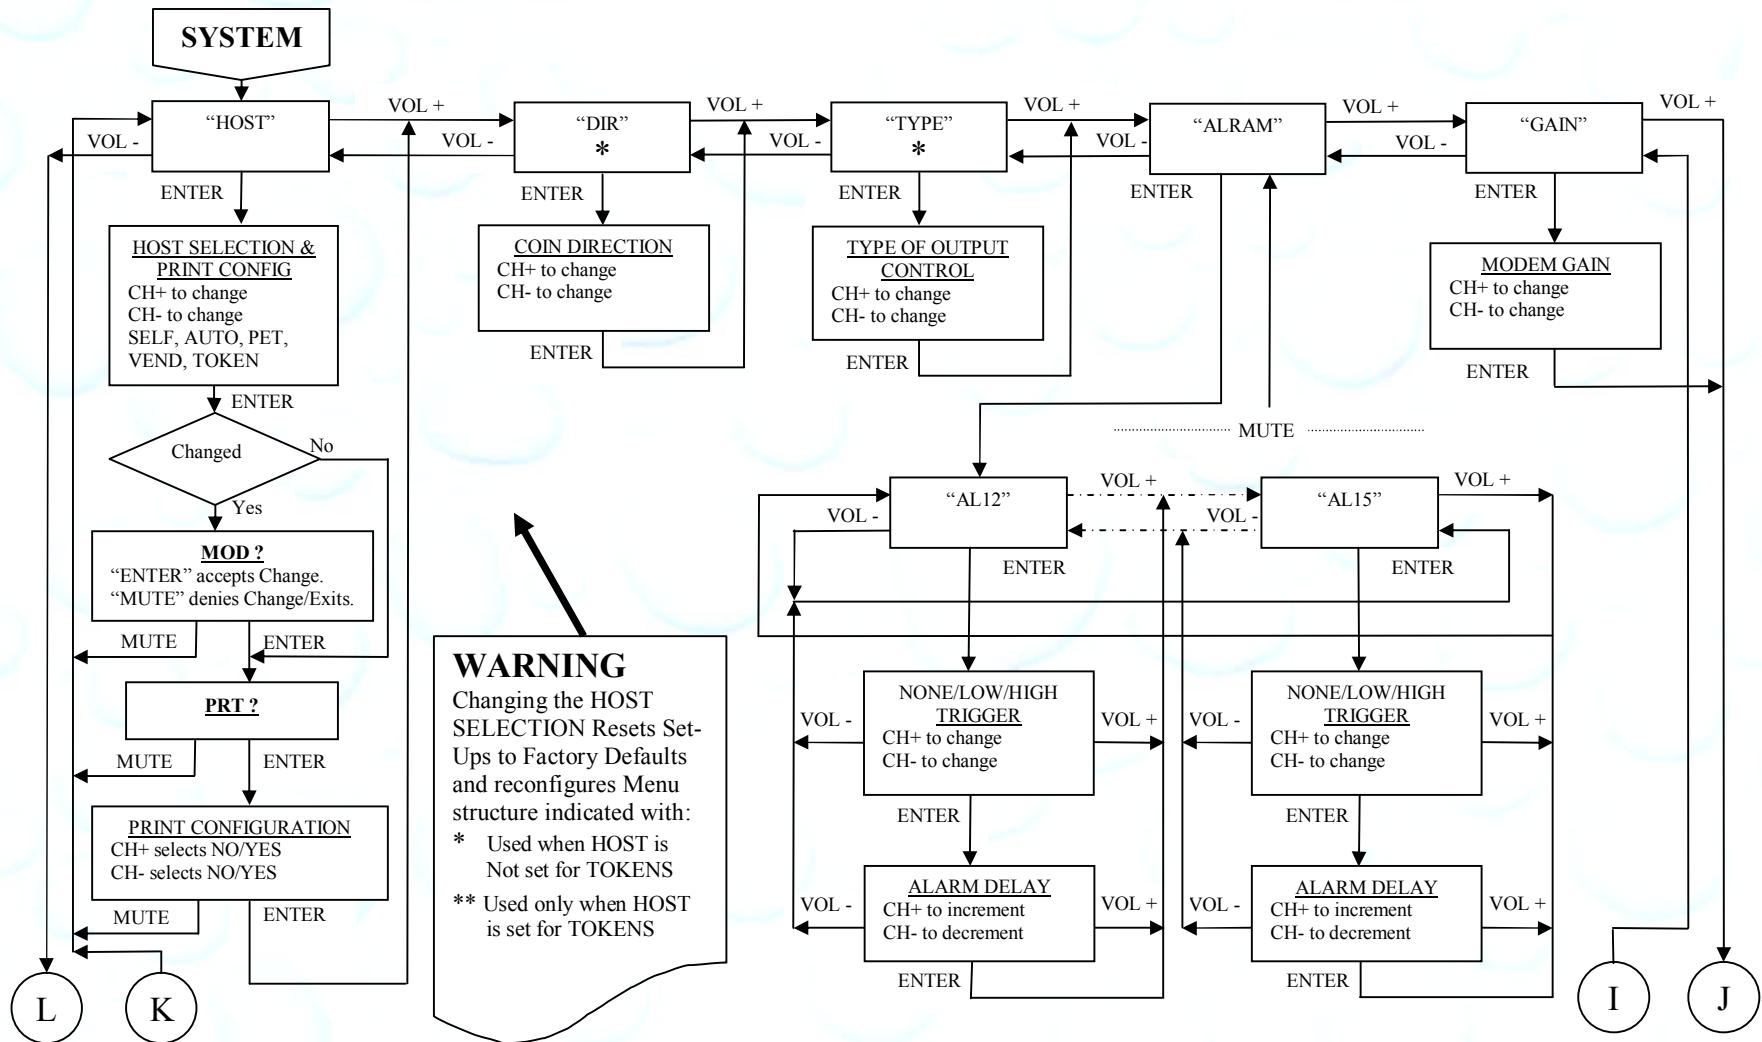 SYSTEM
VOL +
VOL +
VOL +
VOL +
VOL +
“HOST”
“DIR”
*
“TYPE”
*
“ALRAM”
“GAIN”
VOL -
VOL -
VOL -
VOL -
VOL -
ENTER
ENTER
ENTER
ENTER
ENTER
HOST SELECTION &
PRINT CONFIG
CH+ to change
CH- to change
SELF, AUTO, PET,
VEND, TOKEN
COIN DIRECTION
CH+ to change
CH- to change
TYPE OF OUTPUT
CONTROL
CH+ to change
CH- to change
MODEM GAIN
CH+ to change
CH- to change
ENTER
ENTER
ENTER
ENTER
MUTE
Changed
No
Yes
“AL12”
VOL +
VOL -
“AL15”
VOL +
VOL -
ENTER
ENTER
MOD ?
“ENTER” accepts Change.
“MUTE” denies Change/Exits.
MUTE
ENTER
PRT ?
MUTE
ENTER
PRINT CONFIGURATION
CH+ selects NO/YES
CH- selects NO/YES
MUTE
ENTER
WARNING
Changing the HOST
SELECTION Resets Set-
Ups to Factory Defaults
and reconfigures Menu
structure indicated with:
* Used when HOST is
Not set for TOKENS
** Used only when HOST
is set for TOKENS
NONE/LOW/HIGH
TRIGGER
CH+ to change
CH- to change
VOL -
VOL +
ENTER
NONE/LOW/HIGH
TRIGGER
CH+ to change
CH- to change
VOL -
VOL +
ENTER
ALARM DELAY
CH+ to increment
CH- to decrement
VOL -
VOL +
ENTER
ALARM DELAY
CH+ to increment
CH- to decrement
VOL -
VOL +
ENTER
L
K
I
J